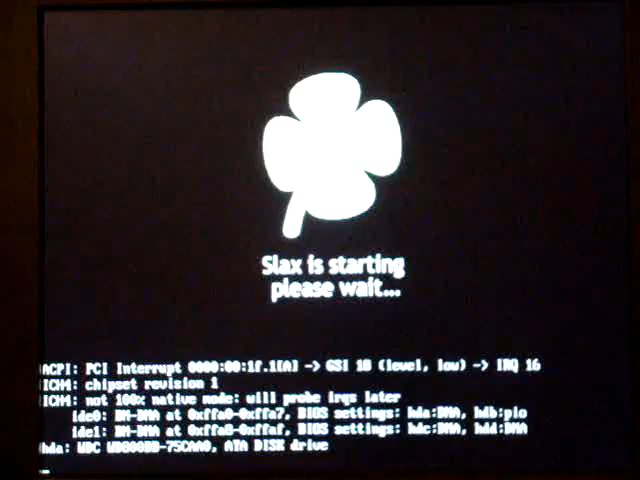 Slax is starting
please wait...
ACPI: PCI Interrupt 0000:00:1f.1[A] -> GSI 18 (level, low) -> IRQ 16
ICH4: chipset revision 1
ICH4: not 100% native mode: will probe irqs later
ide0: BM-DMA at 0xffa0-0xffa7, BIOS settings: hda:DMA, hdb:pio
ide1: BM-DMA at 0xffa8-0xffaf, BIOS settings: hdc:DMA, hdd:DMA
hda: WDC WD800BB-75CAA0, ATA DISK drive